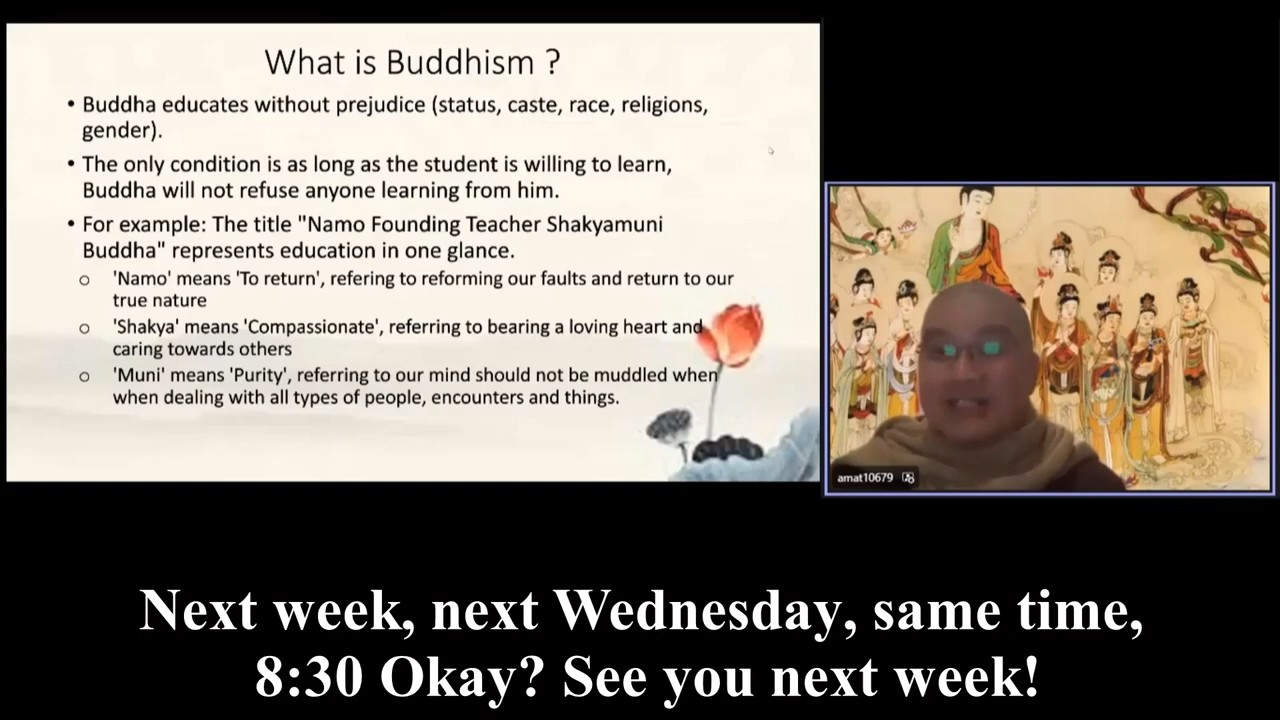 What is Buddhism ?
• Buddha educates without prejudice (status, caste, race, religions,
gender).
• The only condition is as long as the student is willing to learn,
Buddha will not refuse anyone learning from him.
• For example: The title "Namo Founding Teacher Shakyamuni
Buddha" represents education in one glance.
o 'Namo' means 'To return', refering to reforming our faults and return to our
true nature
o 'Shakya' means 'Compassionate', referring to bearing a loving heart and
caring towards others
o 'Muni' means 'Purity', referring to our mind should not be muddled when
when dealing with all types of people, encounters and things.
amat10679
Next week, next Wednesday, same time,
8:30 Okay? See you next week!